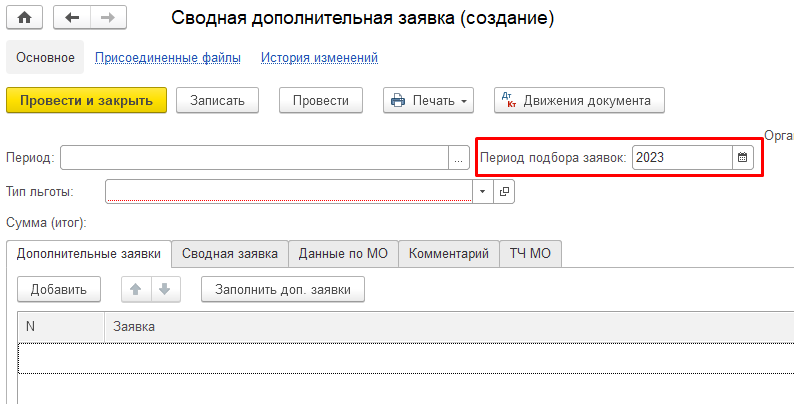 Сводная дополнительная заявка (создание)
Основное Присоединенные файлы История изменений
Провести и закрыть Записать Провести Печать Дт Кт Движения документа
Орга
Период: ... Период подбора заявок: 2023
Тип льготы:
Сумма (итог):
Дополнительные заявки Сводная заявка Данные по МО Комментарий ТЧ МО
Добавить Заполнить доп. заявки
N Заявка